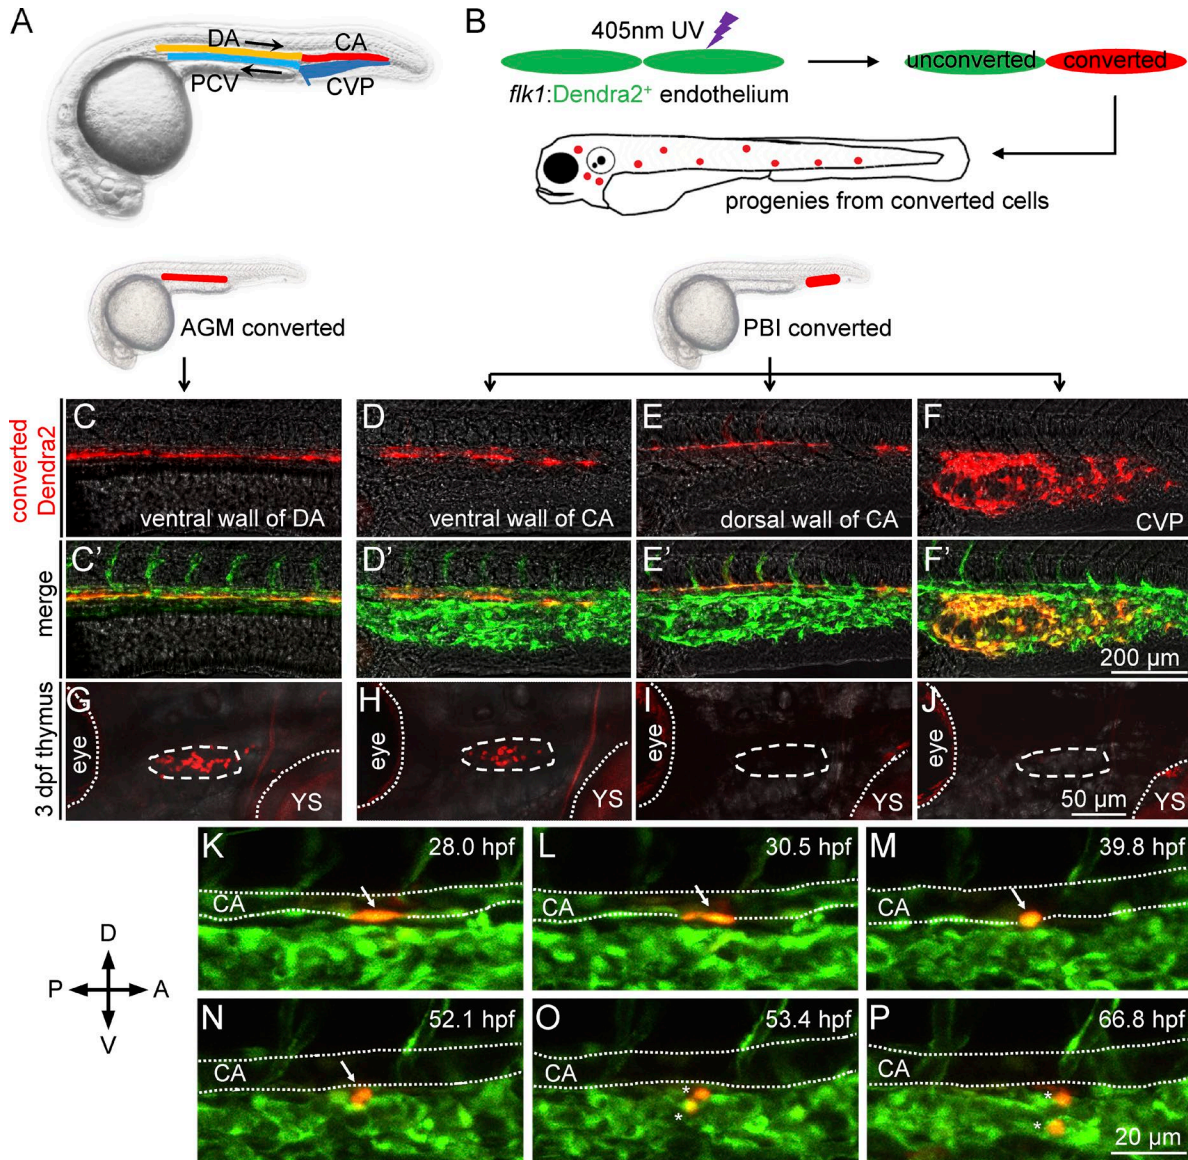 A
DA
CA
PCV
CVP
B
405nm UV
unconverted
converted
flk1:Dendra2⁺ endothelium
progenies from converted cells
AGM converted
PBI converted
converted
Dendra2
C
ventral wall of DA
D
ventral wall of CA
E
dorsal wall of CA
F
CVP
merge
C’
D’
E’
F’
200 µm
3 dpf thymus
G
eye
YS
H
eye
YS
I
eye
YS
J
eye
YS
50 µm
K
28.0 hpf
CA
L
30.5 hpf
CA
M
39.8 hpf
CA
D
P
A
V
N
52.1 hpf
CA
O
53.4 hpf
CA
*
*
P
66.8 hpf
CA
*
*
20 µm